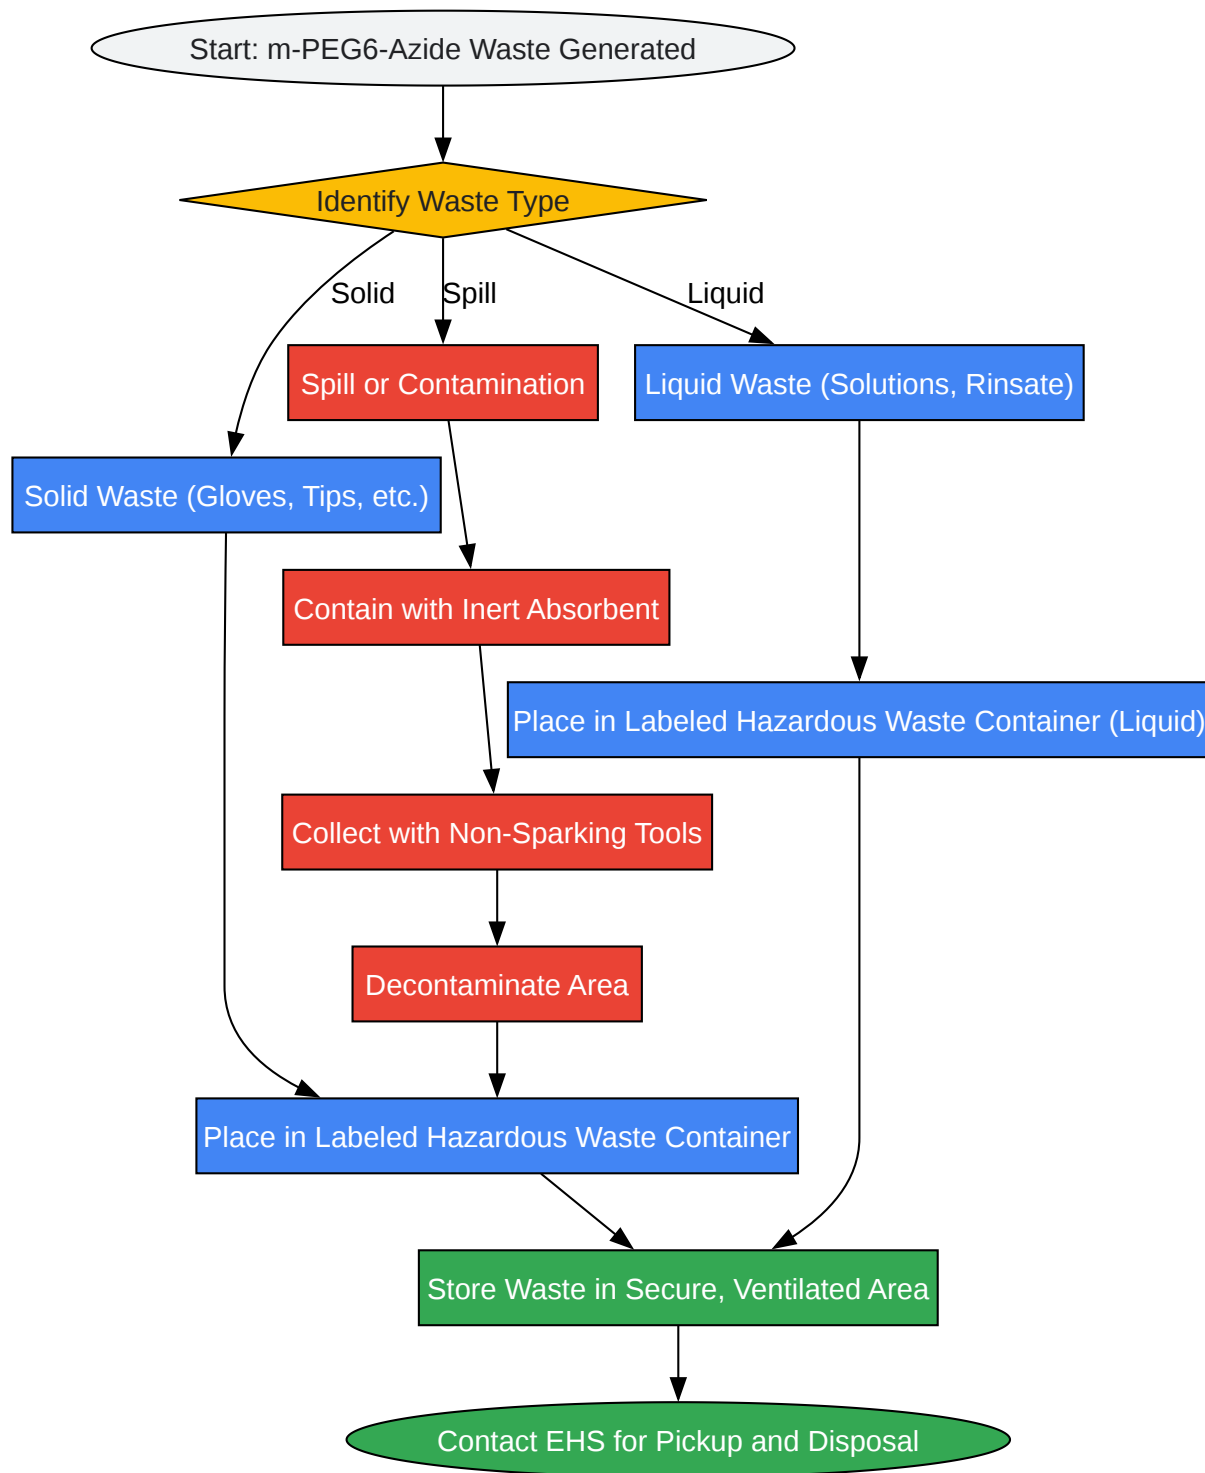 Start: m-PEG6-Azide Waste Generated
Identify Waste Type
Solid
Spill
Liquid
Spill or Contamination
Liquid Waste (Solutions, Rinsate)
Solid Waste (Gloves, Tips, etc.)
Contain with Inert Absorbent
Place in Labeled Hazardous Waste Container (Liquid)
Collect with Non-Sparking Tools
Decontaminate Area
Place in Labeled Hazardous Waste Container
Store Waste in Secure, Ventilated Area
Contact EHS for Pickup and Disposal